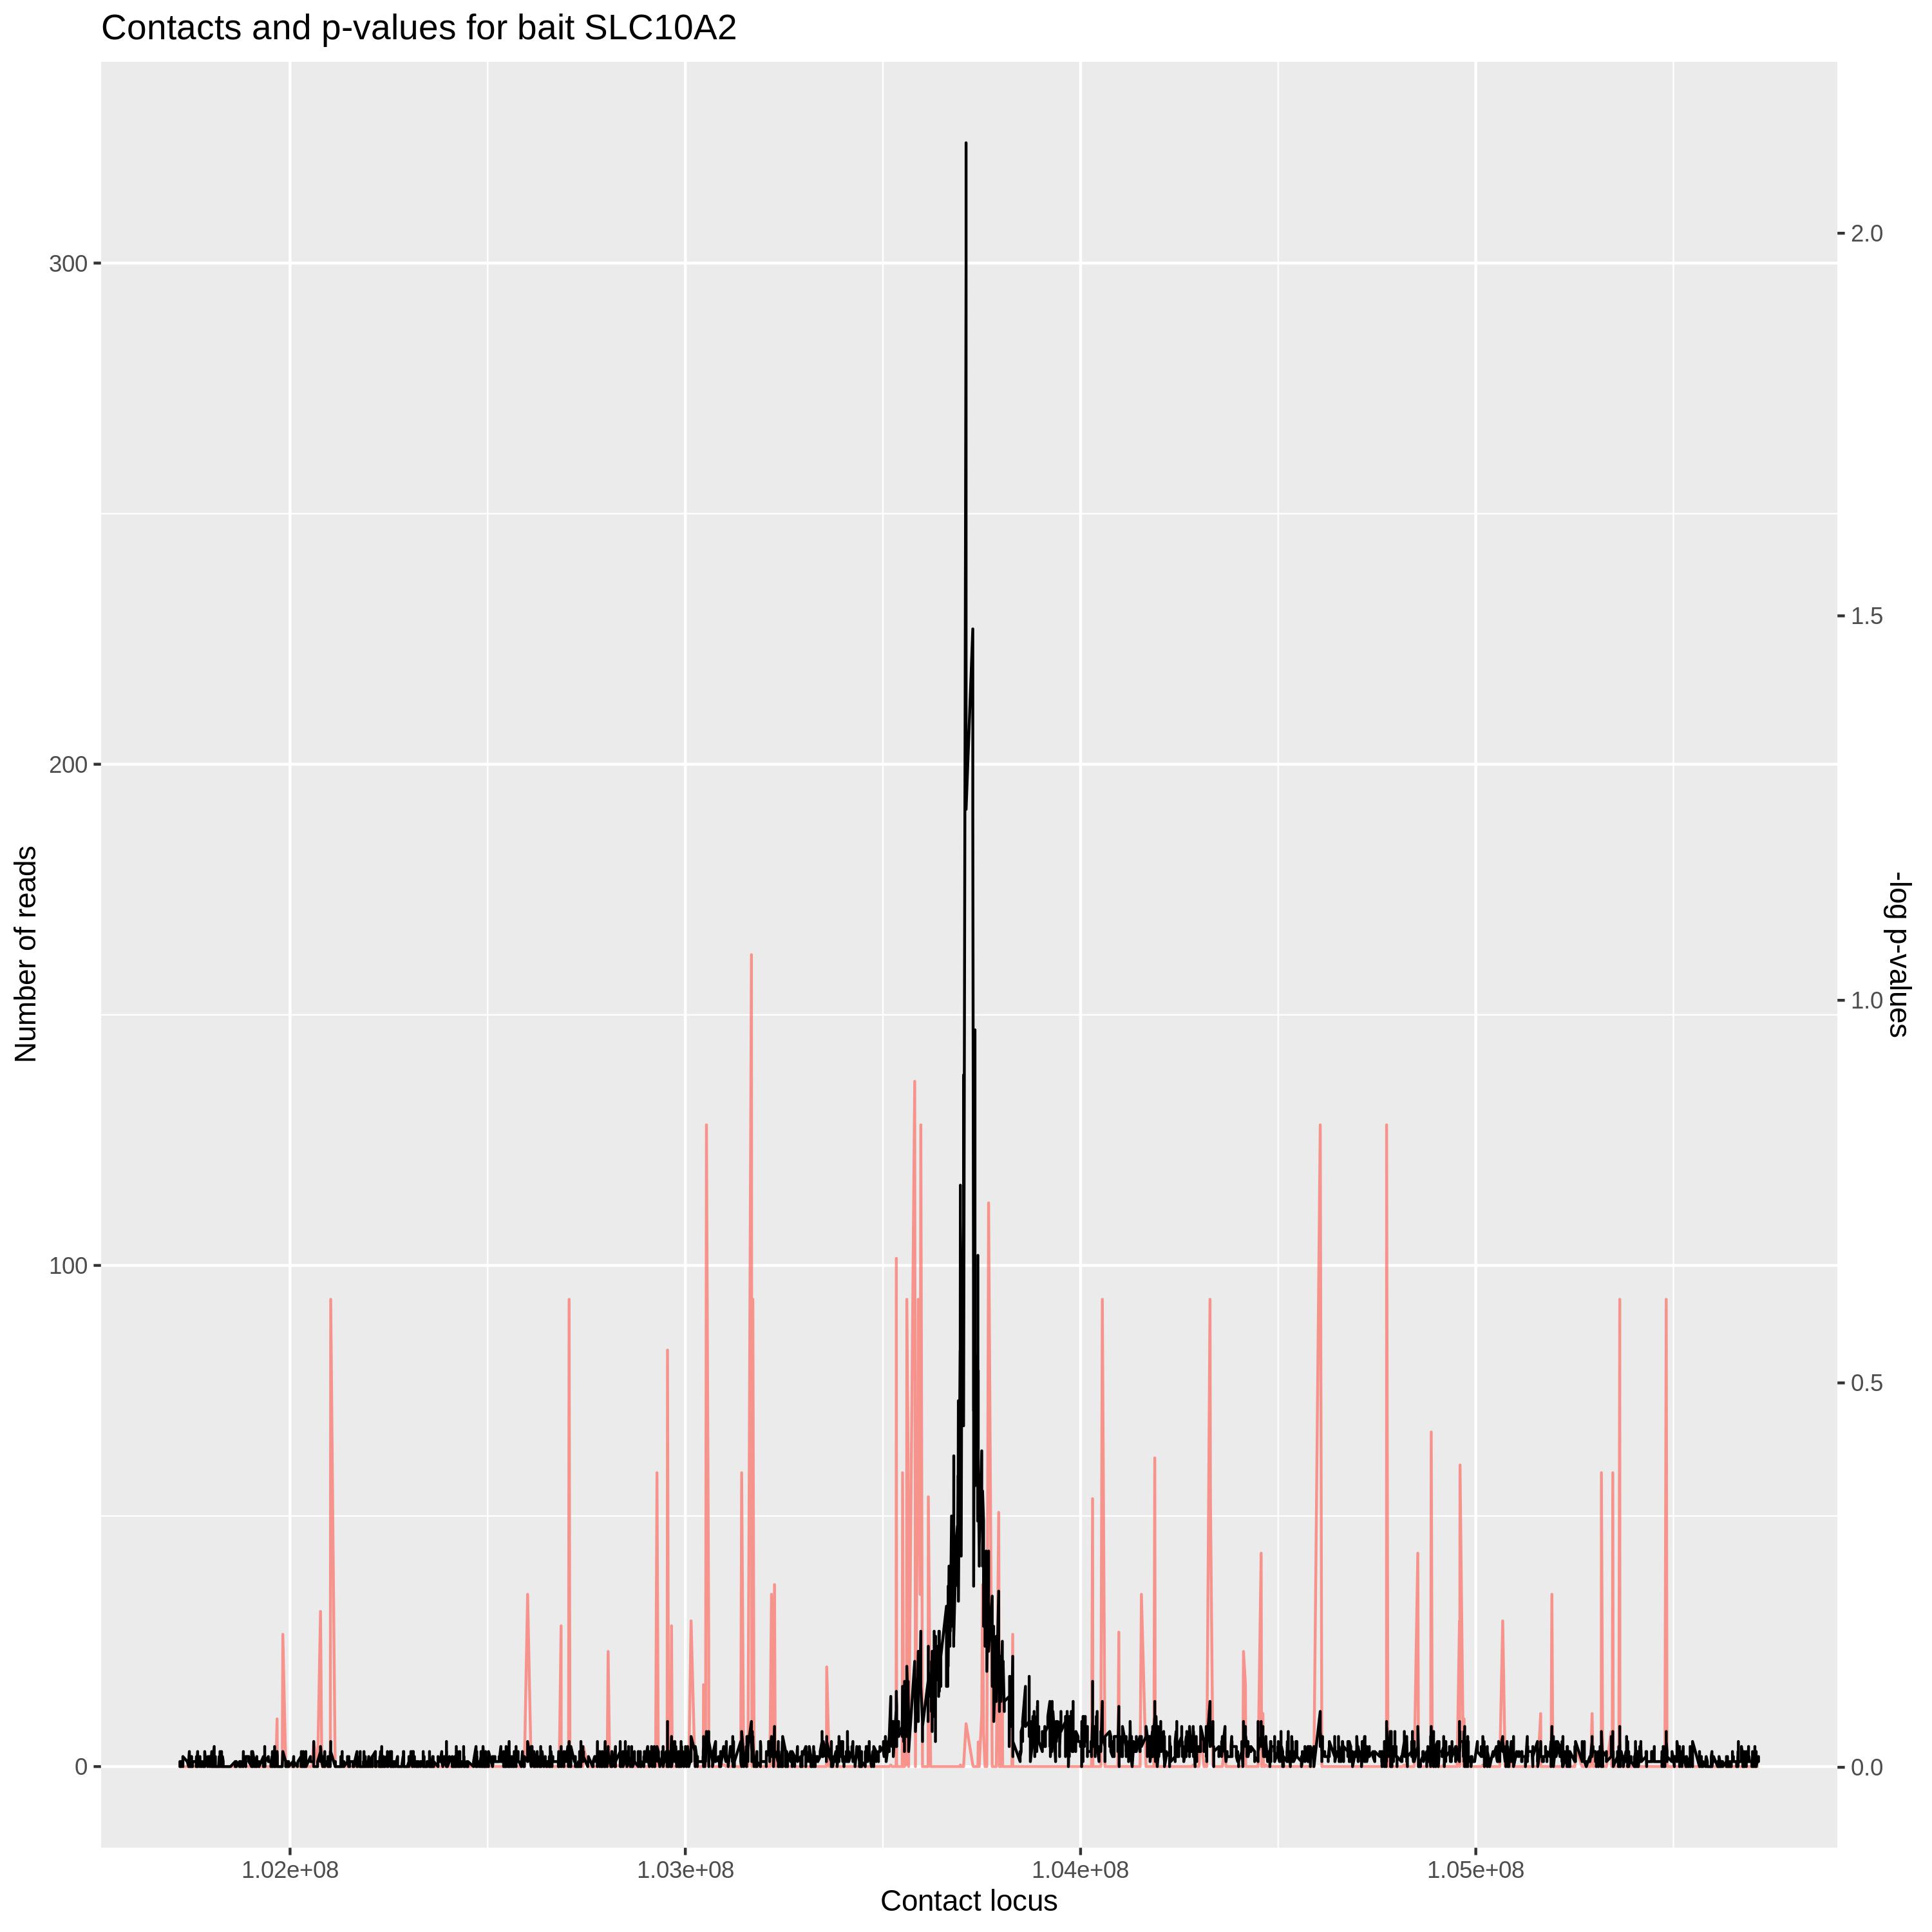 Contacts and p-values for bait SLC10A2
Number of reads
300
200
100
0
2.0
1.5
1.0
0.5
0.0
-log p-values
1.02e+08 1.03e+08 1.04e+08 1.05e+08
Contact locus